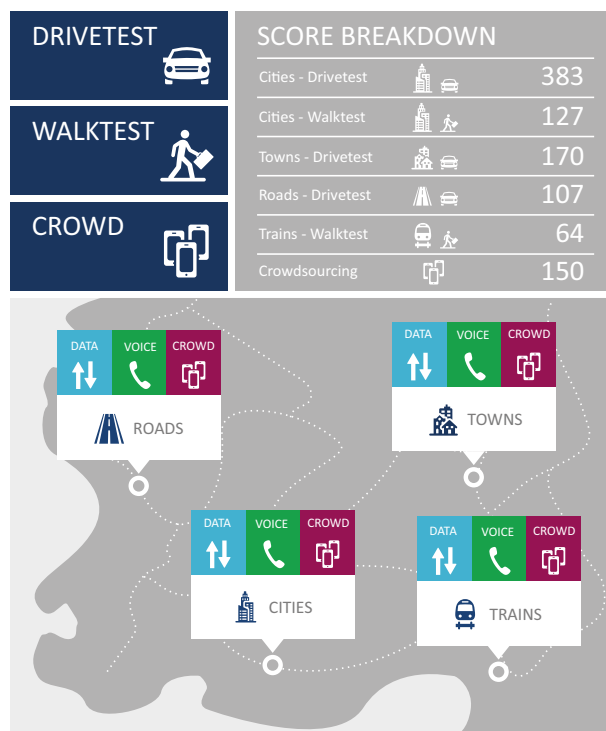 DRIVETEST
WALKTEST
CROWD
SCORE BREAKDOWN
Cities - Drivetest 383
Cities - Walktest 127
Towns - Drivetest 170
Roads - Drivetest 107
Trains - Walktest 64
Crowdsourcing 150
DATA VOICE CROWD
ROADS
DATA VOICE CROWD
TOWNS
DATA VOICE CROWD
CITIES
DATA VOICE CROWD
TRAINS